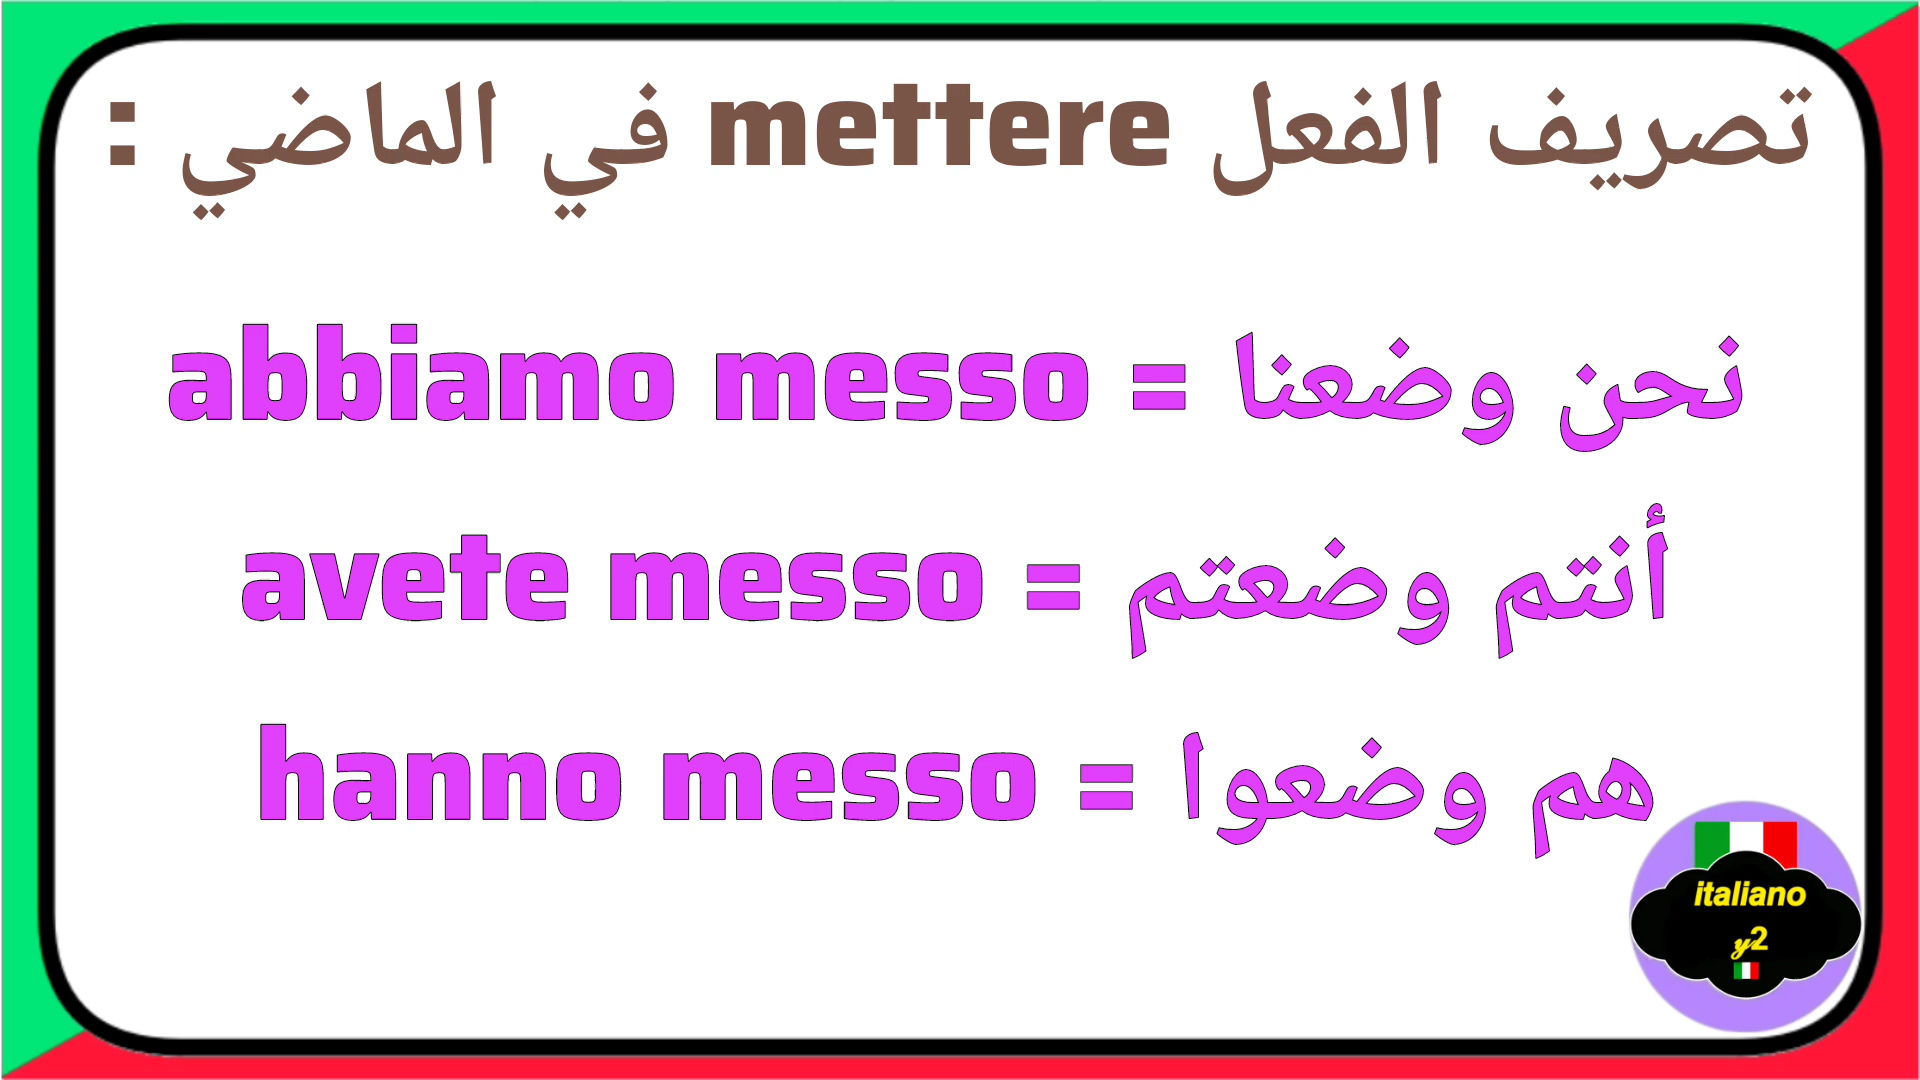 تصريف الفعل mettere في الماضي :
نحن وضعنا = abbiamo messo
أنتم وضعتم = avete messo
هم وضعوا = hanno messo
italiano
y2